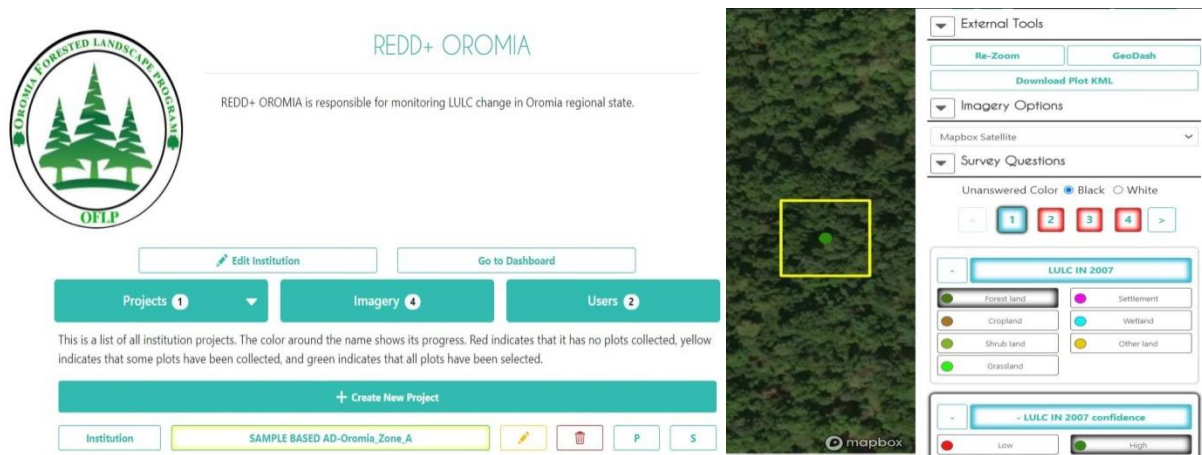 OROMIA FORESTED LANDSCAPE PROGRAM
OFLP
REDD+ OROMIA
REDD+ OROMIA is responsible for monitoring LULC change in Oromia regional state.
Edit Institution
Go to Dashboard
Projects 1
Imagery 4
Users 2
This is a list of all institution projects. The color around the name shows its progress. Red indicates that it has no plots collected, yellow
indicates that some plots have been collected, and green indicates that all plots have been selected.
+ Create New Project
Institution
SAMPLE BASED AD-Oromia_Zone_A
P
S
mapbox
External Tools
Re-Zoom
GeoDash
Download Plot KML
Imagery Options
Mapbox Satellite
Survey Questions
Unanswered Color Black White
< 1 2 3 4 >
- LULC IN 2007
Forest land
Settlement
Cropland
Wetland
Shrub land
Other land
Grassland
- - LULC IN 2007 confidence
Low
High